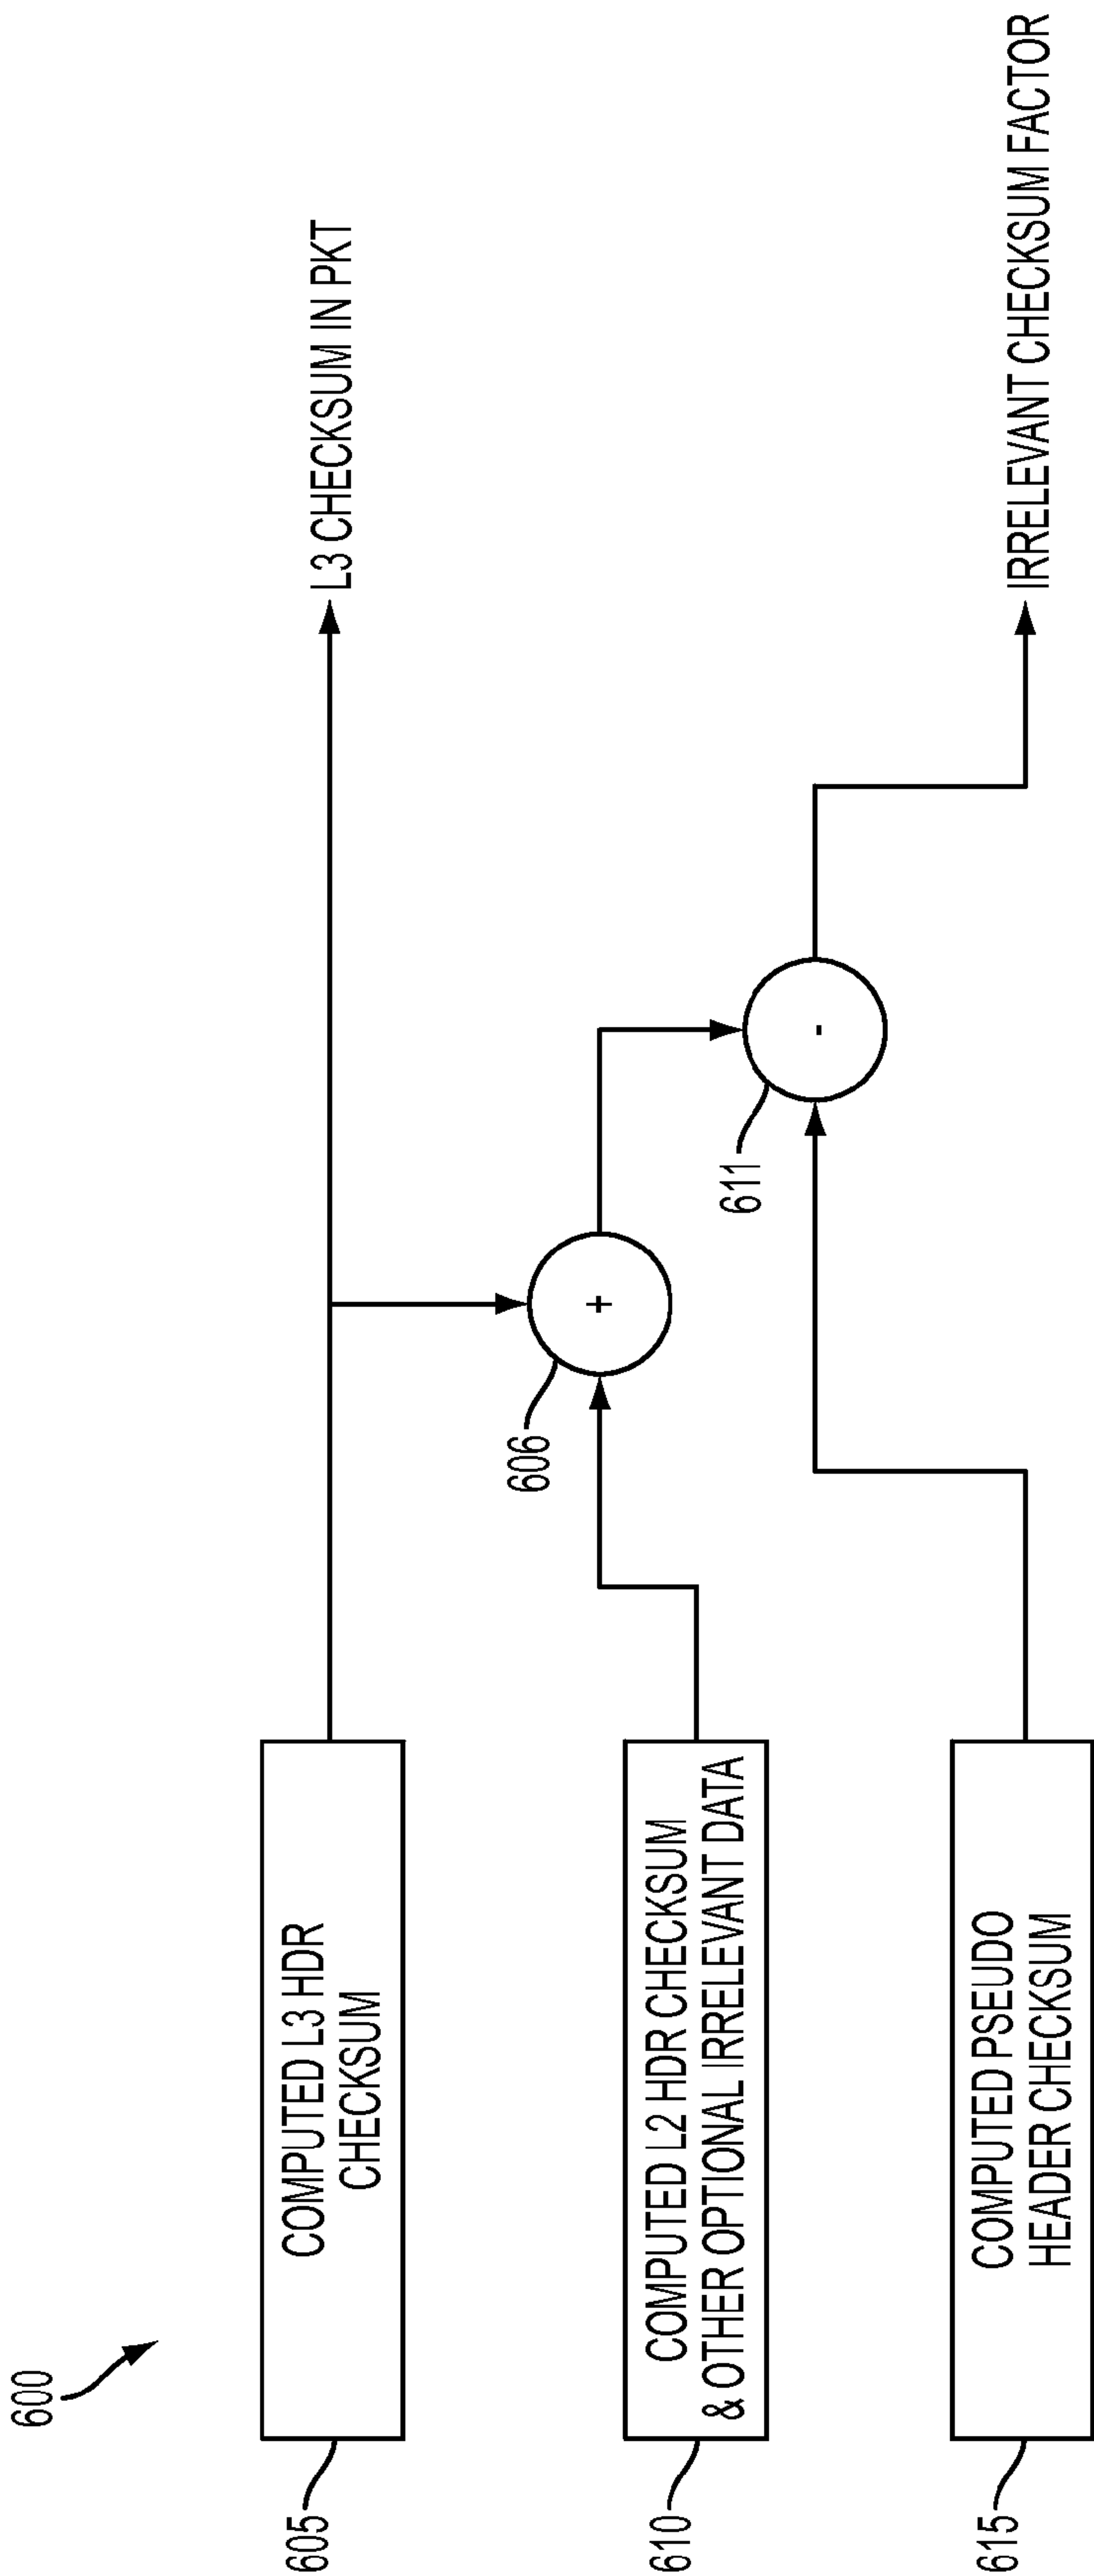 600
605
COMPUTED L3 HDR
CHECKSUM
L3 CHECKSUM IN PKT
606
+
610
COMPUTED L2 HDR CHECKSUM
& OTHER OPTIONAL IRRELEVANT DATA
611
-
615
COMPUTED PSEUDO
HEADER CHECKSUM
IRRELEVANT CHECKSUM FACTOR